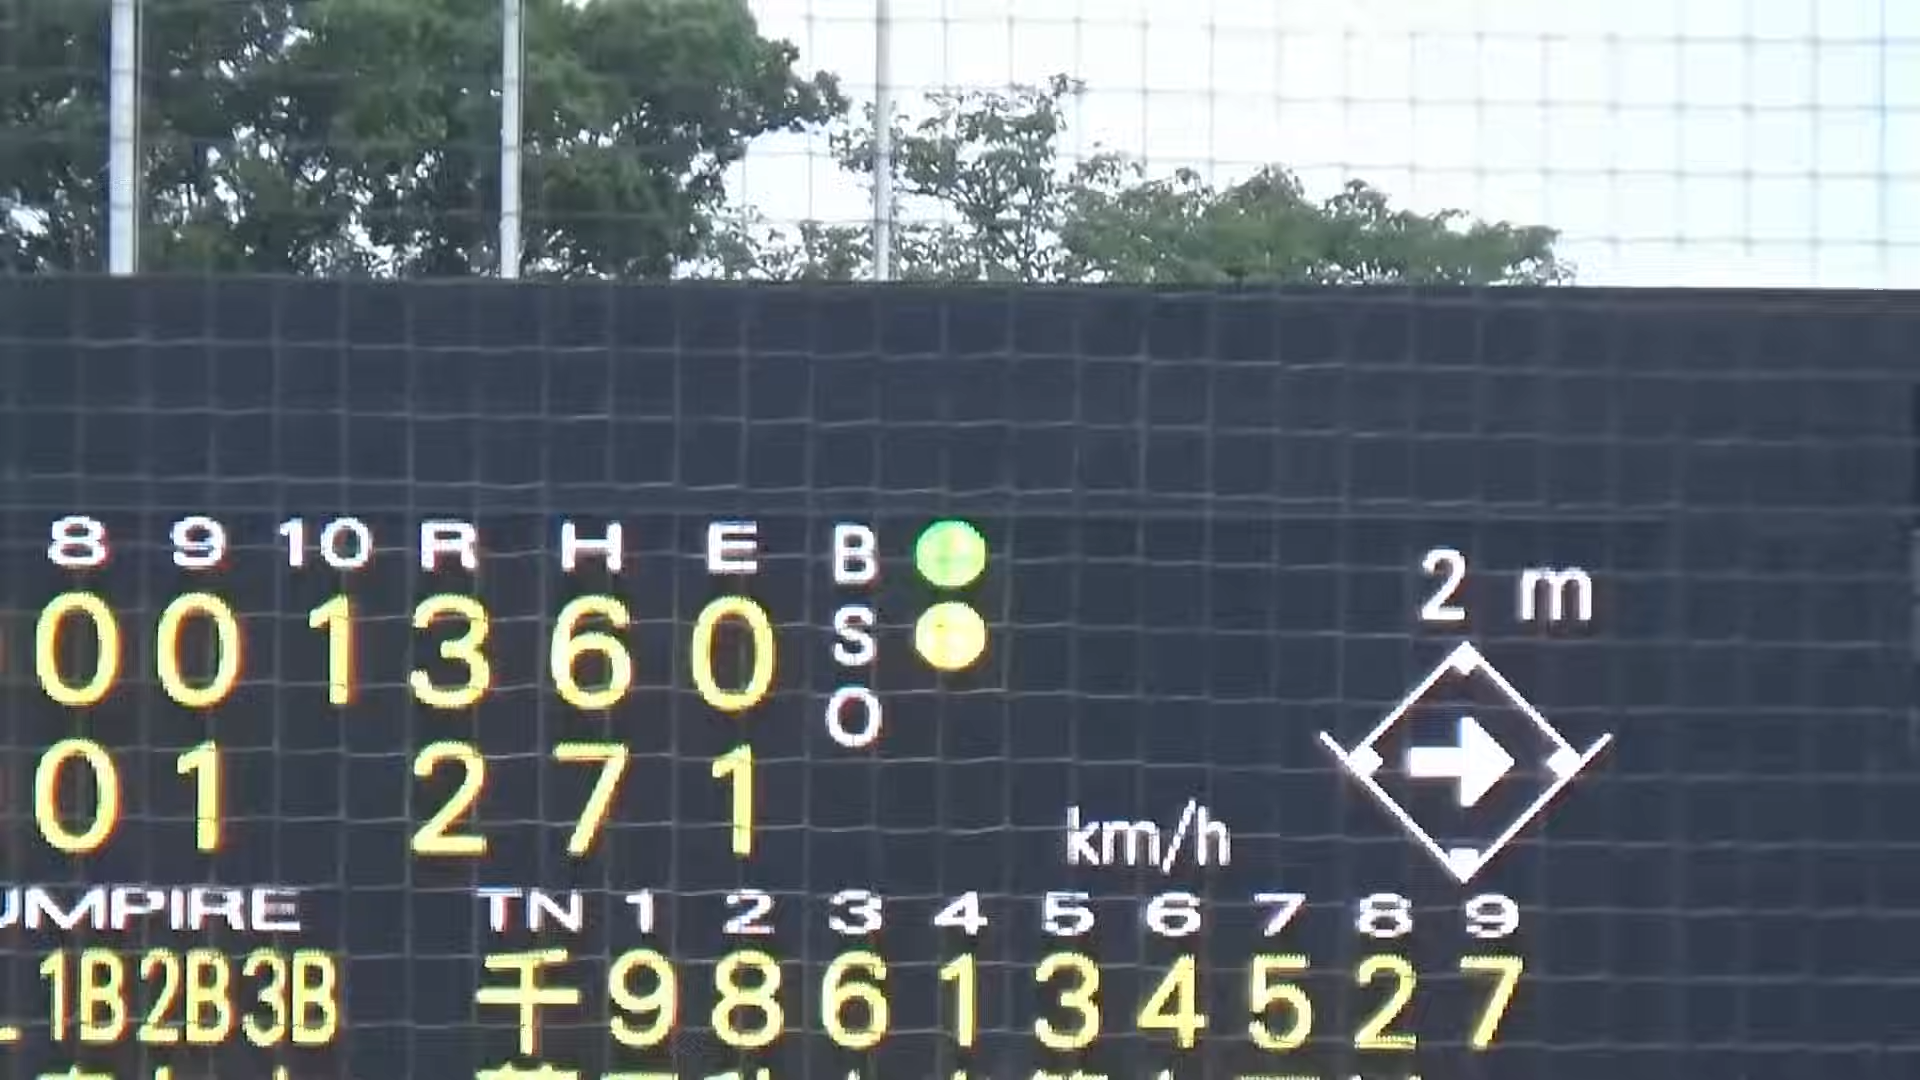 8 9 10 R H E B
0 0 1 3 6 0 S
O
0 1 2 7 1
2 m
km/h
UMPIRE TN 1 2 3 4 5 6 7 8 9
1B 2B 3B 千 9 8 6 1 3 4 5 2 7